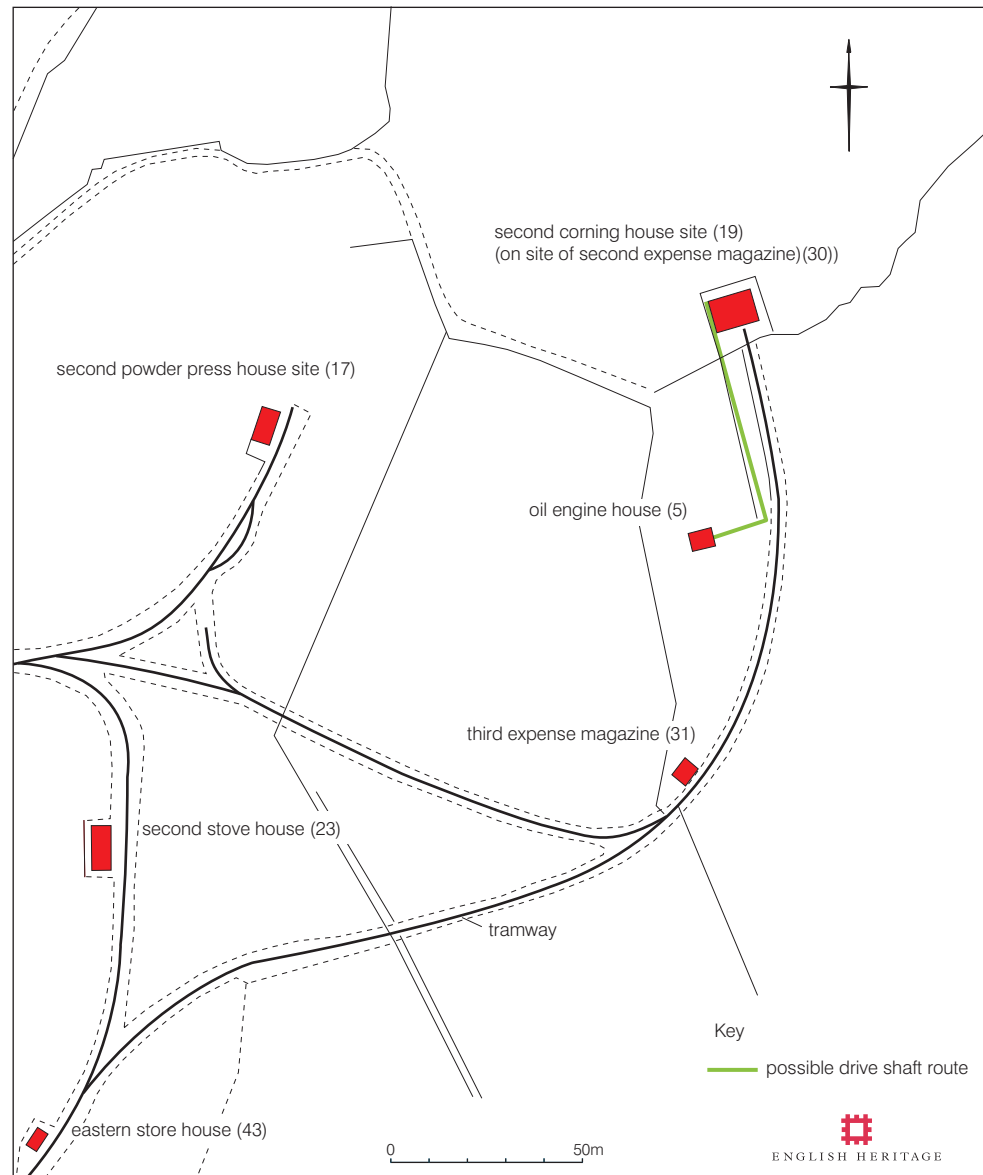 second corning house site (19)
(on site of second expense magazine)(30))
second powder press house site (17)
oil engine house (5)
third expense magazine (31)
second stove house (23)
tramway
Key
possible drive shaft route
eastern store house (43)
0 50m
ENGLISH HERITAGE